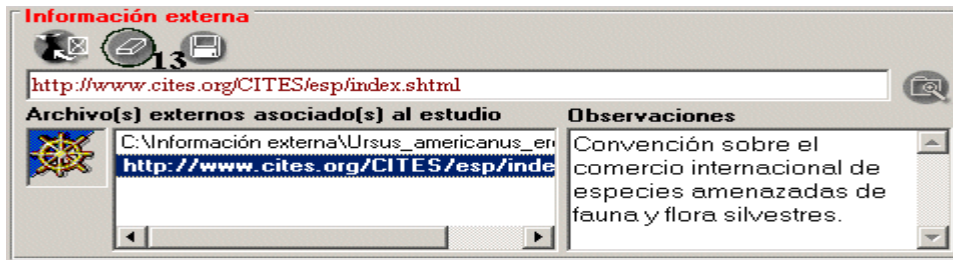 Información externa
13
http://www.cites.org/CITES/esp/index.shtml
Archivo(s) externos asociado(s) al estudio
C:\Información externa\Ursus_americanus_er
http://www.cites.org/CITES/esp/inde
Observaciones
Convención sobre el
comercio internacional de
especies amenazadas de
fauna y flora silvestres.